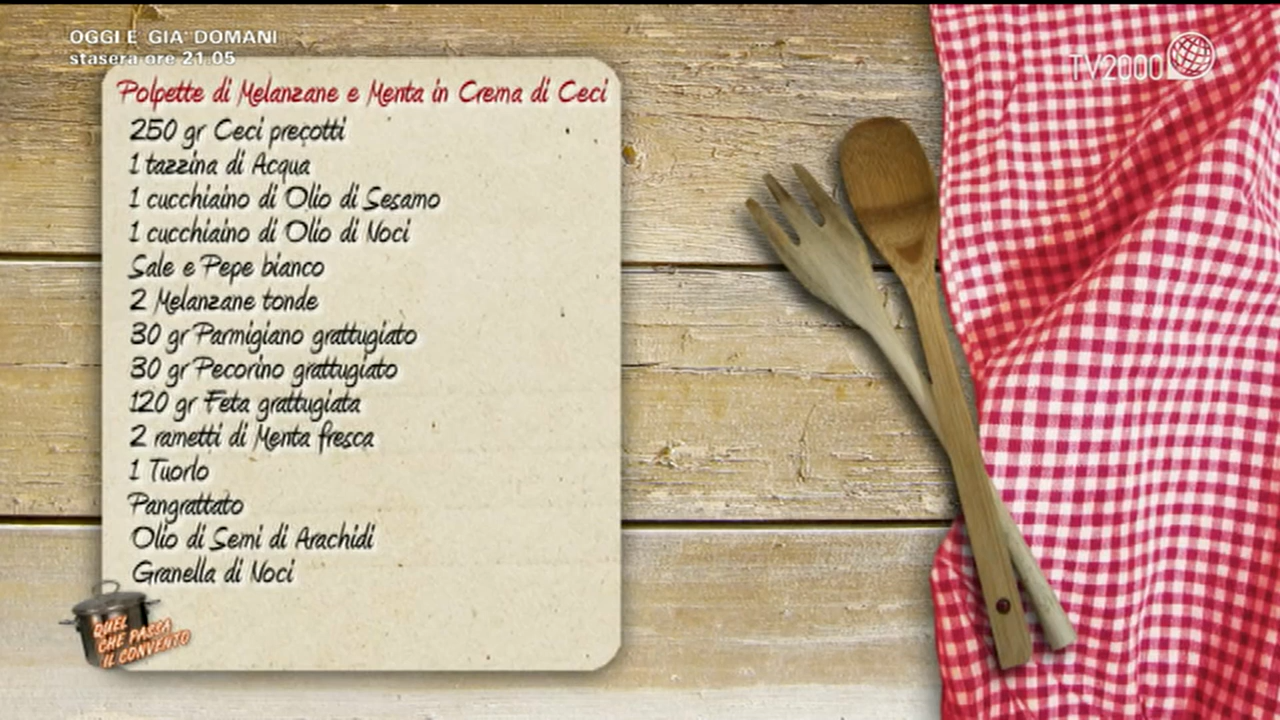 OGGI E' GIA' DOMANI
stasera ore 21.05
TV2000
Polpette di Melanzane e Menta in Crema di Ceci
250 gr Ceci precotti
1 tazzina di Acqua
1 cucchiaino di Olio di Sesamo
1 cucchiaino di Olio di Noci
Sale e Pepe bianco
2 Melanzane tonde
30 gr Parmigiano grattugiato
30 gr Pecorino grattugiato
120 gr Feta grattugiata
2 rametti di Menta fresca
1 Tuorlo
Pangrattato
Olio di Semi di Arachidi
Granella di Noci
QUEL
CHE PASSA
IL CONVENTO